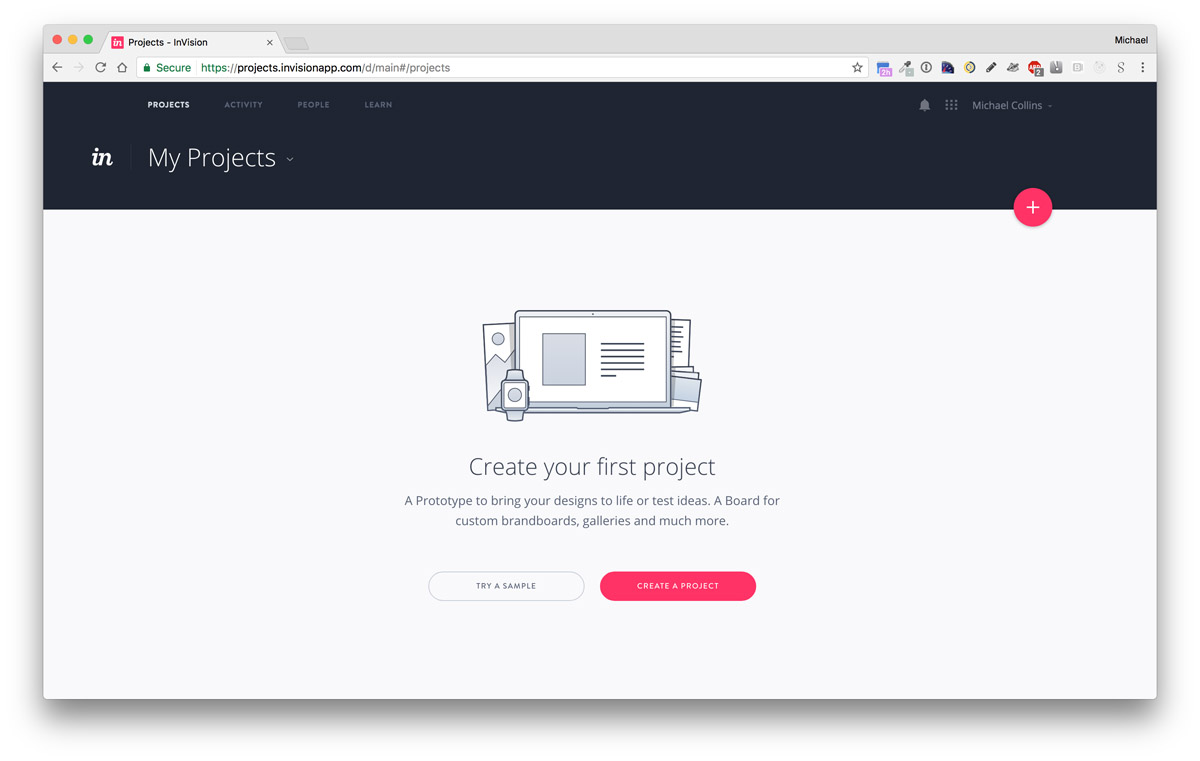 Projects - InVision
Michael
Secure https://projects.invisionapp.com/d/main#/projects
2h
2
PROJECTS ACTIVITY PEOPLE LEARN
Michael Collins
in My Projects
Create your first project
A Prototype to bring your designs to life or test ideas. A Board for
custom brandboards, galleries and much more.
TRY A SAMPLE CREATE A PROJECT